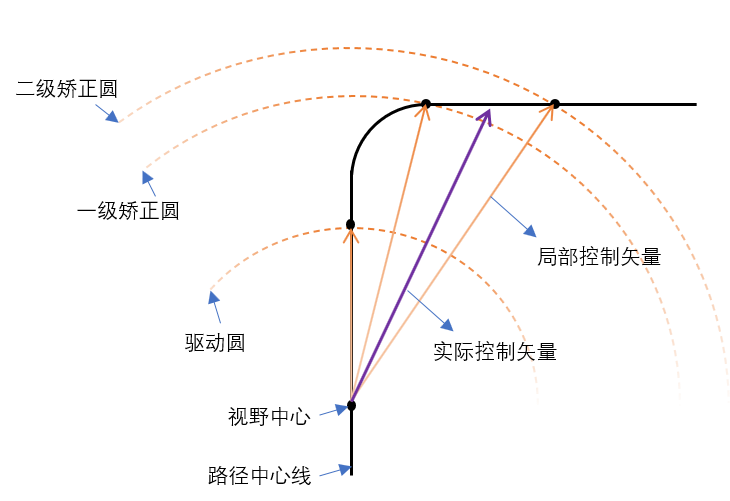 二级矫正圆
一级矫正圆
局部控制矢量
驱动圆
实际控制矢量
视野中心
路径中心线